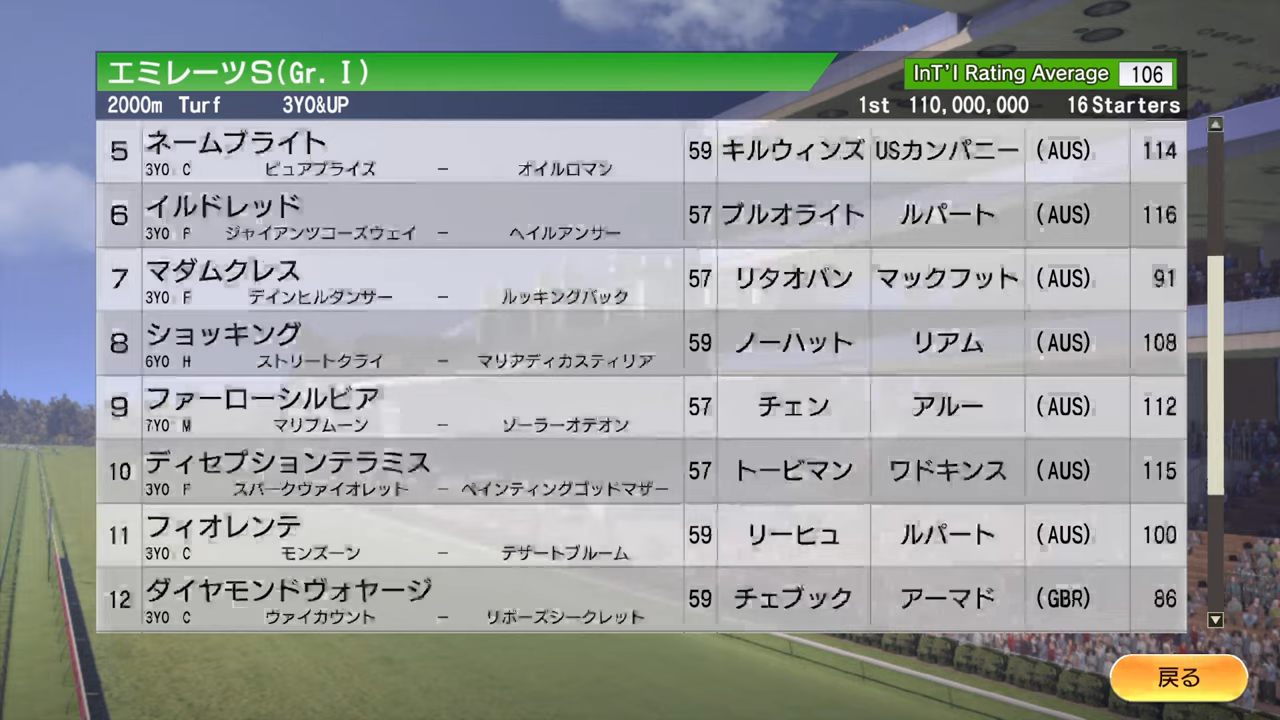 エミレーツS(Gr.Ⅰ)
InT'l Rating Average 106
2000m Turf 3YO&UP 1st 110,000,000 16Starters
5 ネームブライト 59 キルウィンズ USカンパニー (AUS) 114
3YO C ピュアプライズ － オイルロマン
6 イルドレッド 57 ブルオライト ルパート (AUS) 116
3YO F ジャイアンツコーズウェイ － ヘイルアンサー
7 マダムクレス 57 リタオバン マックフット (AUS) 91
3YO F デインヒルダンサー － ルッキングバック
8 ショッキング 59 ノーハット リアム (AUS) 108
6YO H ストリートクライ － マリアディカスティリア
9 ファーローシルビア 57 チェン アルー (AUS) 112
7YO M マリブムーン － ソーラーオデオン
10 ディセプションテラミス 57 トービマン ワドキンス (AUS) 115
3YO F スパークヴァイオレット － ペインティングゴッドマザー
11 フィオレンテ 59 リーヒュ ルパート (AUS) 100
3YO C モンズーン － デザートブルーム
12 ダイヤモンドヴォヤージ 59 チェブック アーマド (GBR) 86
3YO C ヴァイカウント － リポーズシークレット
戻る